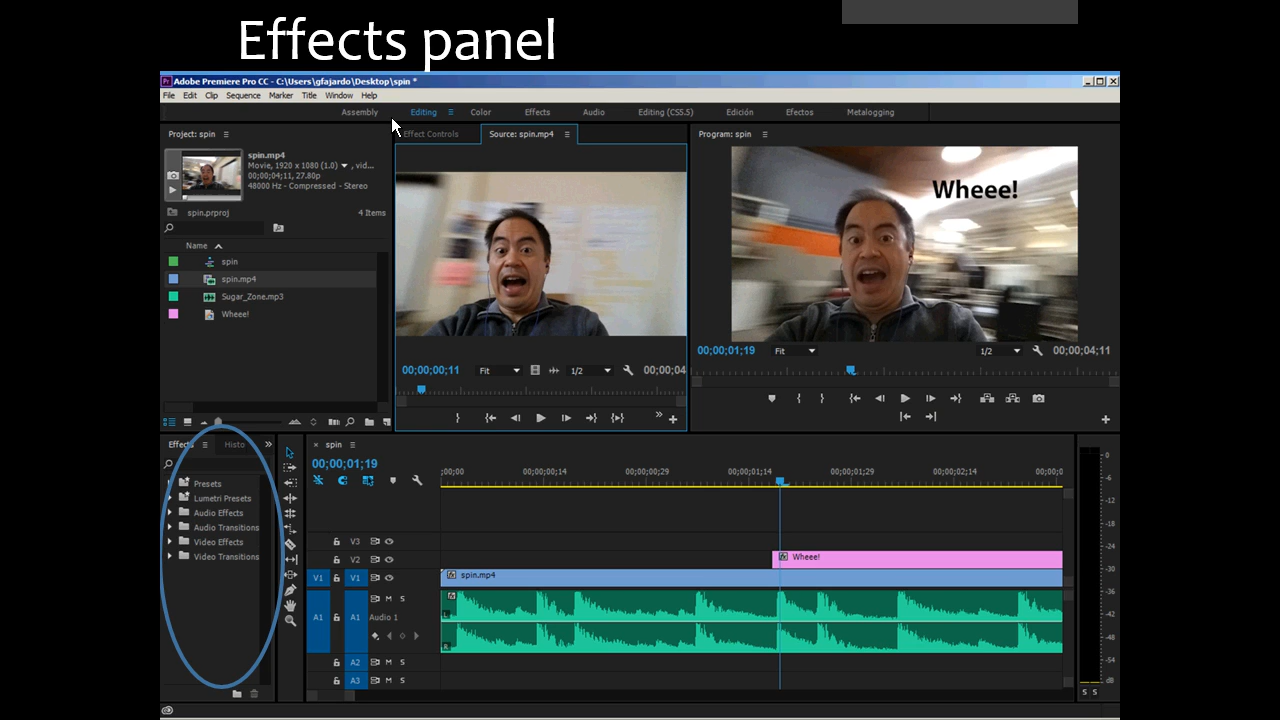 Effects panel
Adobe Premiere Pro CC - C:\Users\gfajardo\Desktop\spin *
File Edit Clip Sequence Marker Title Window Help
Assembly Editing Color Effects Audio Editing (CS5.5) Edición Efectos Metalogging
Project: spin
Effect Controls
Source: spin.mp4
Program: spin
spin.mp4
Movie, 1920 x 1080 (1.0) , vid...
00;00;04;11, 27.80p
48000 Hz - Compressed - Stereo
spin.prproj 4 Items
Name
spin
spin.mp4
Sugar_Zone.mp3
Wheee!
00;00;00;11 Fit 1/2 00;00;04
Wheee!
00;00;01;19 Fit 1/2 00;00;04;11
Effects Histo
Presets
Lumetri Presets
Audio Effects
Audio Transitions
Video Effects
Video Transitions
× spin
00;00;01;19
;00;00 00;00;00;14 00;00;00;29 00;00;01;14 00;00;01;29 00;00;02;14 00;00;0
V3
V2 fx Wheee!
V1 V1 fx spin.mp4
fx
M S
A1 A1 Audio 1
L
R
A2 M S
A3 M S
0
-6
-12
-18
-24
-30
-36
-42
-48
-54
dB
S S